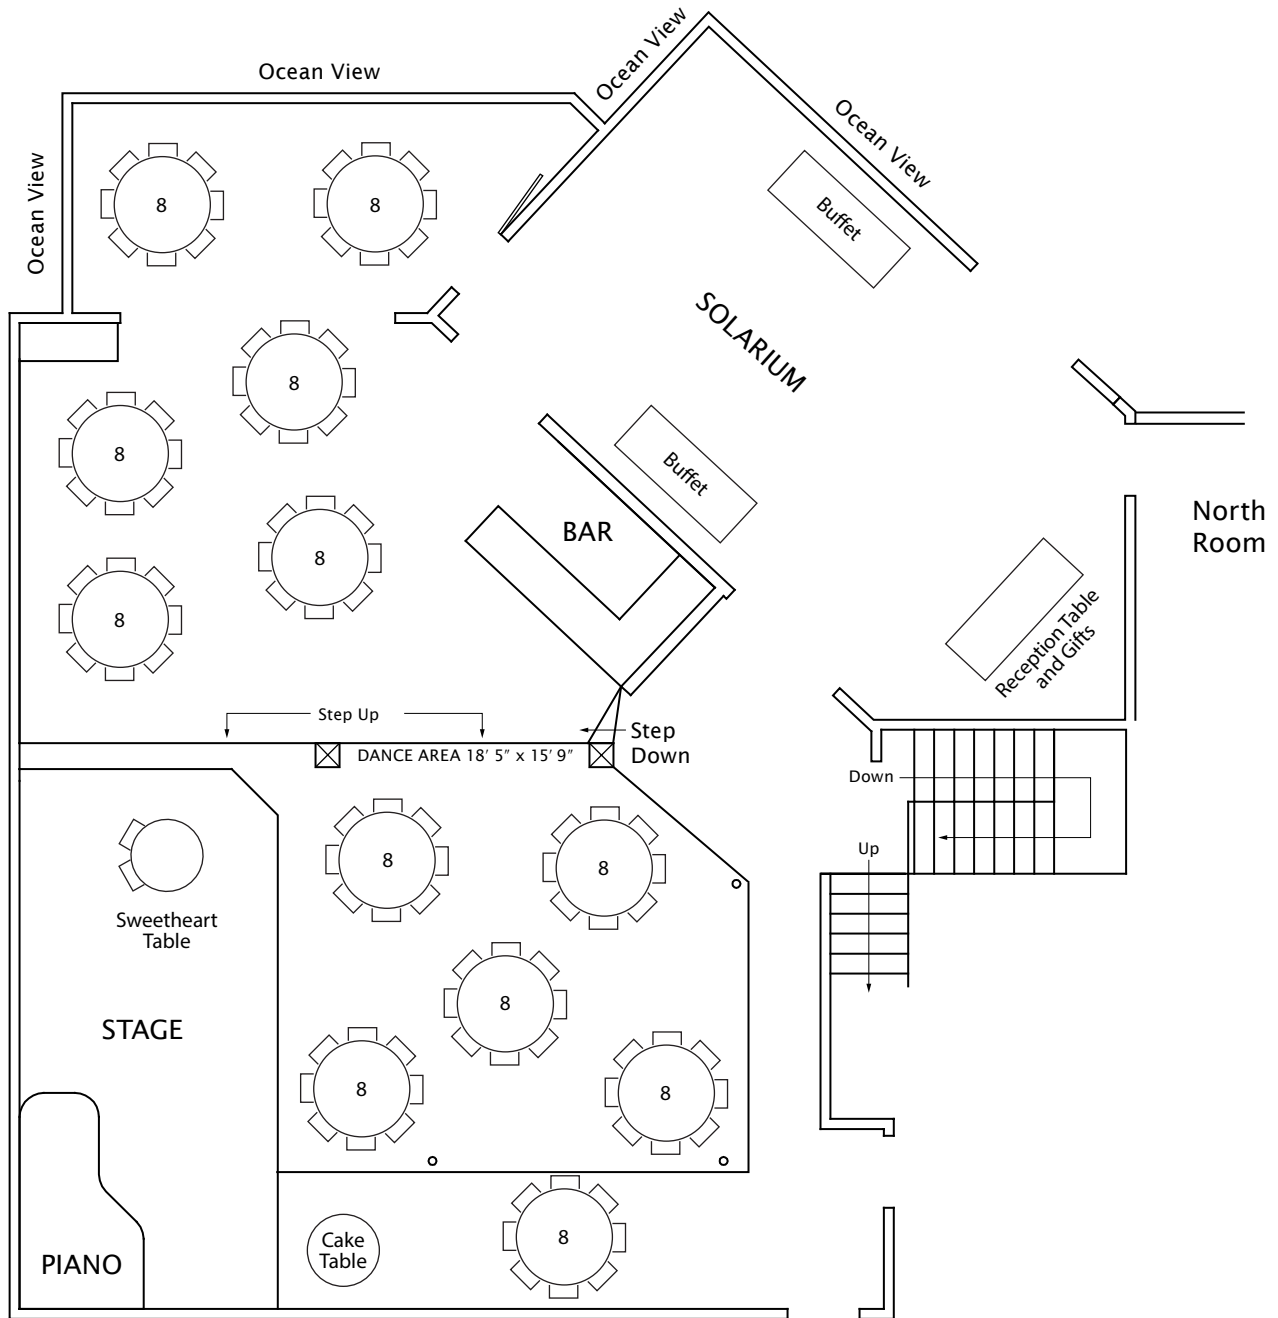 Ocean View
Ocean View
Ocean View
Ocean View
8
8
Buffet
SOLARIUM
8
8
Buffet
BAR
North
Room
8
8
Reception Table
and Gifts
Step Up
Step
Down
DANCE AREA 18' 5" x 15' 9"
Down
Up
8
8
Sweetheart
Table
8
STAGE
8
8
PIANO
Cake
Table
8